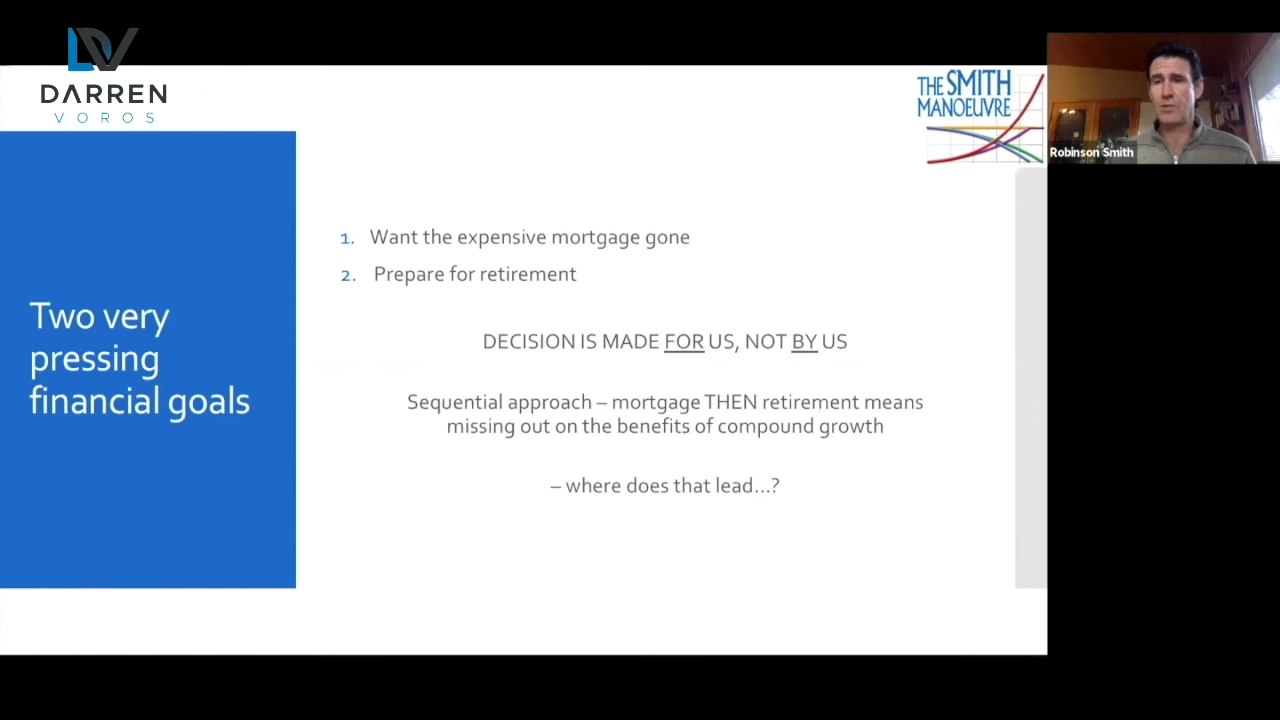 DARREN
VOROS
THE SMITH
MANOEUVRE
Robinson Smith
Two very
pressing
financial goals
1. Want the expensive mortgage gone
2. Prepare for retirement
DECISION IS MADE FOR US, NOT BY US
Sequential approach – mortgage THEN retirement means
missing out on the benefits of compound growth
– where does that lead...?